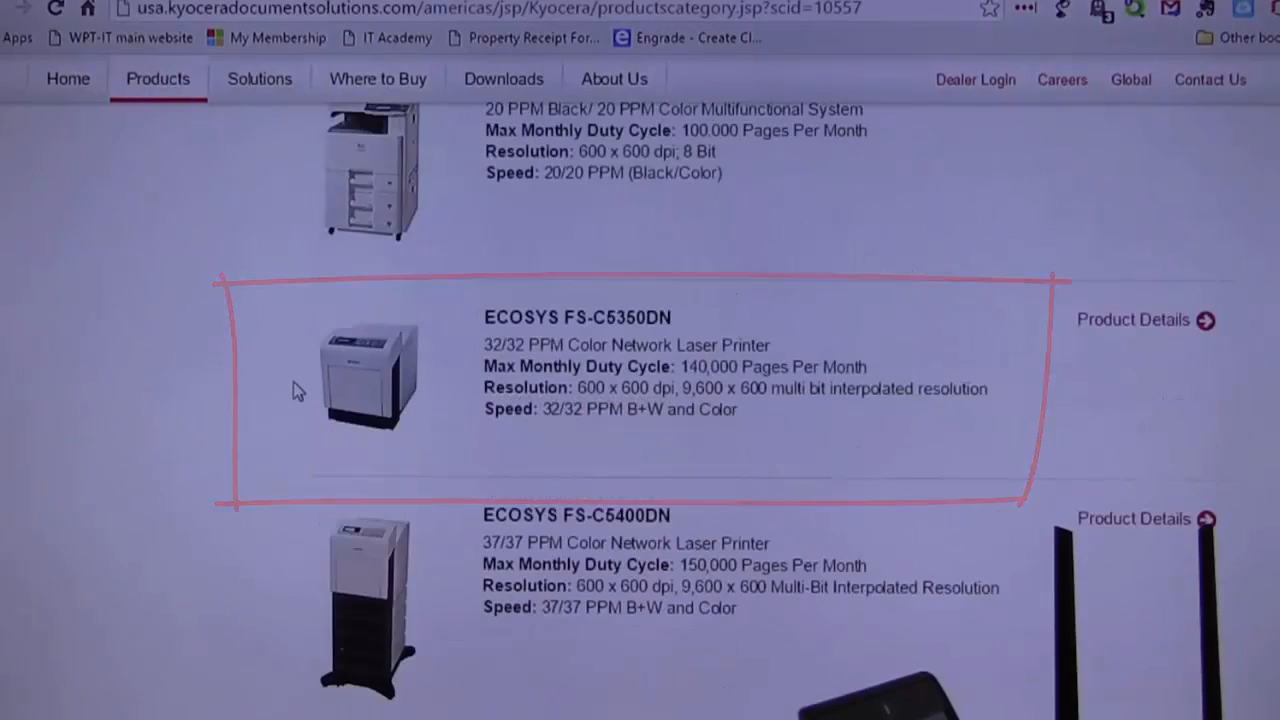 usa.kyoceradocumentsolutions.com/americas/jsp/Kyocera/productscategory.jsp?scid=10557
Apps WPT-IT main website My Membership IT Academy Property Receipt For... Engrade - Create Cl... Other boo
Home Products Solutions Where to Buy Downloads About Us Dealer Login Careers Global Contact Us
20 PPM Black/ 20 PPM Color Multifunctional System
Max Monthly Duty Cycle: 100.000 Pages Per Month
Resolution: 600 x 600 dpi; 8 Bit
Speed: 20/20 PPM (Black/Color)
ECOSYS FS-C5350DN
Product Details
32/32 PPM Color Network Laser Printer
Max Monthly Duty Cycle: 140,000 Pages Per Month
Resolution: 600 x 600 dpi, 9,600 x 600 multi bit interpolated resolution
Speed: 32/32 PPM B+W and Color
ECOSYS FS-C5400DN
Product Details
37/37 PPM Color Network Laser Printer
Max Monthly Duty Cycle: 150,000 Pages Per Month
Resolution: 600 x 600 dpi, 9,600 x 600 Multi-Bit Interpolated Resolution
Speed: 37/37 PPM B+W and Color